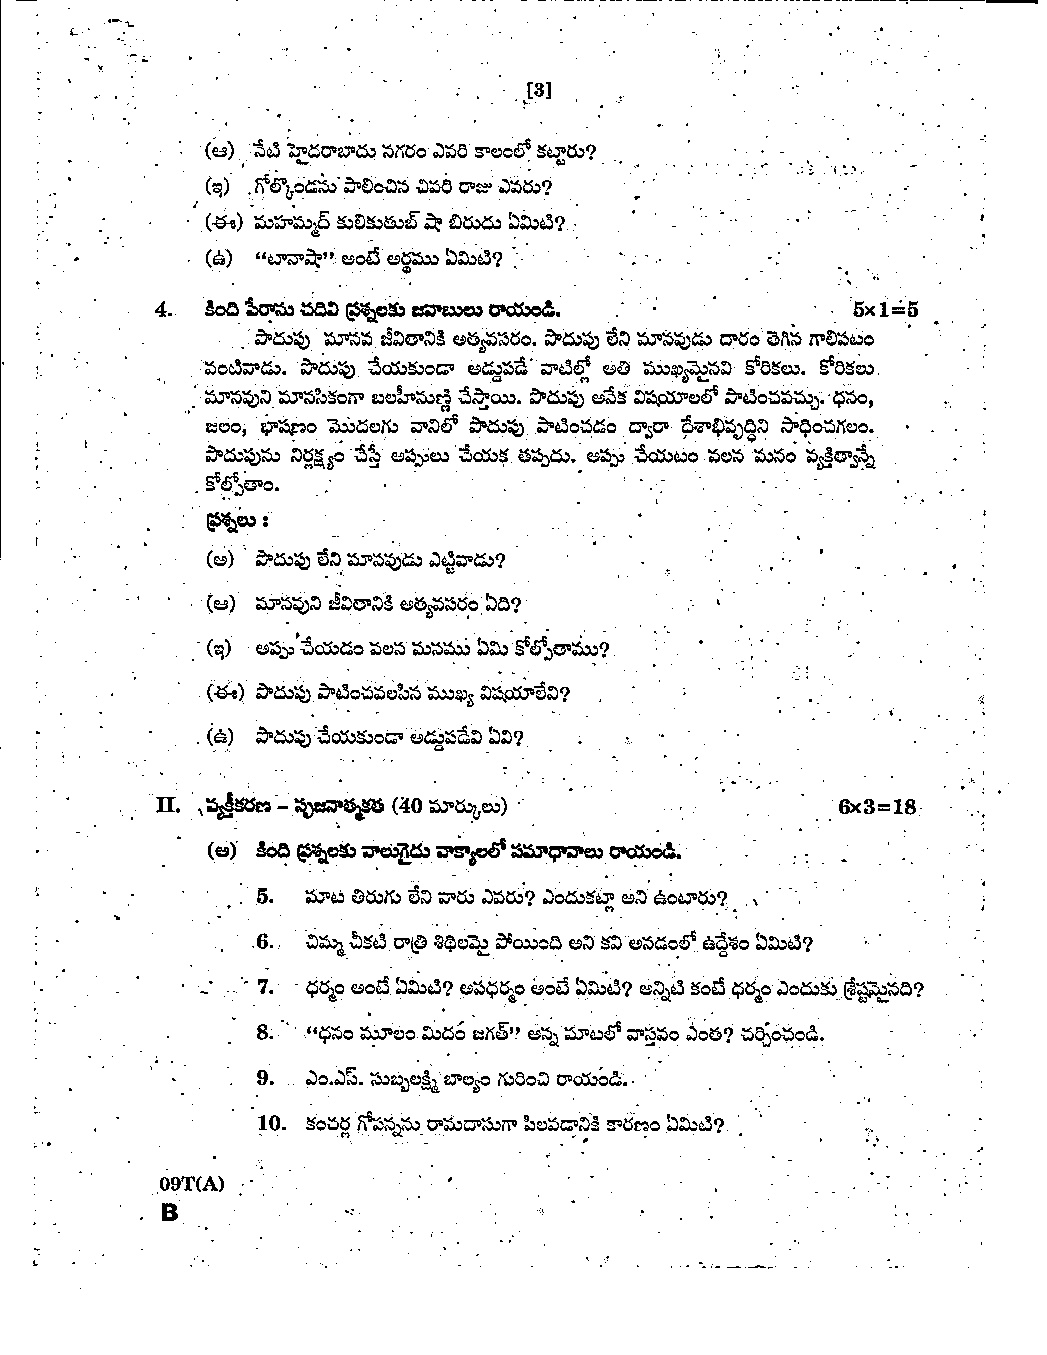 [3]
(ఆ) నేటి హైదరాబాదు నగరం ఎవరి కాలంలో కట్టారు?
(ఇ) గోల్కొండను పాలించిన చివరి రాజు ఎవరు?
(ఈ) మహమ్మద్ కులికుతుబ్ షా బిరుదు ఏమిటి?
(ఉ) “టానాషా” అంటే అర్థము ఏమిటి?
4. కింది పేరాను చదివి ప్రశ్నలకు జవాబులు రాయండి. 5×1=5
పొదుపు మానవ జీవితానికి అత్యవసరం. పొదుపు లేని మానవుడు దారం తెగిన గాలిపటం
వంటివాడు. పొదుపు చేయకుండా అడ్డుపడే వాటిల్లో అతి ముఖ్యమైనవి కోరికలు. కోరికలు
మానవుని మానసికంగా బలహీనుణ్ణి చేస్తాయి. పొదుపు అనేక విషయాలలో పాటించవచ్చు. ధనం,
జలం, భాషణం మొదలగు వానిలో పొదుపు పాటించడం ద్వారా దేశాభివృద్ధిని సాధించగలం.
పొదుపును నిర్లక్ష్యం చేస్తే అప్పులు చేయక తప్పదు. అప్పు చేయటం వలన మనం వ్యక్తిత్వాన్నే
కోల్పోతాం.
ప్రశ్నలు :
(అ) పొదుపు లేని మానవుడు ఎట్టివాడు?
(ఆ) మానవుని జీవితానికి అత్యవసరం ఏది?
(ఇ) అప్పు చేయడం వలన మనము ఏమి కోల్పోతాము?
(ఈ) పొదుపు పాటించవలసిన ముఖ్య విషయాలేవి?
(ఉ) పొదుపు చేయకుండా అడ్డుపడేవి ఏవి?
II. వ్యక్తీకరణ – సృజనాత్మకత (40 మార్కులు) 6×3=18
(అ) కింది ప్రశ్నలకు నాలుగైదు వాక్యాలలో సమాధానాలు రాయండి.
5. మాట తిరుగు లేని వారు ఎవరు? ఎందుకట్లా అని ఉంటారు?
6. చిమ్మ చీకటి రాత్రి శిథిలమై పోయింది అని కవి అనడంలో ఉద్దేశం ఏమిటి?
7. ధర్మం అంటే ఏమిటి? అపధర్మం అంటే ఏమిటి? అన్నిటి కంటే ధర్మం ఎందుకు శ్రేష్టమైనది?
8. “ధనం మూలం మిదం జగత్” అన్న మాటలో వాస్తవం ఎంత? చర్చించండి.
9. ఎం.ఎస్. సుబ్బలక్ష్మి బాల్యం గురించి రాయండి.
10. కంచర్ల గోపన్నను రామదాసుగా పిలవడానికి కారణం ఏమిటి?
09T(A)
B